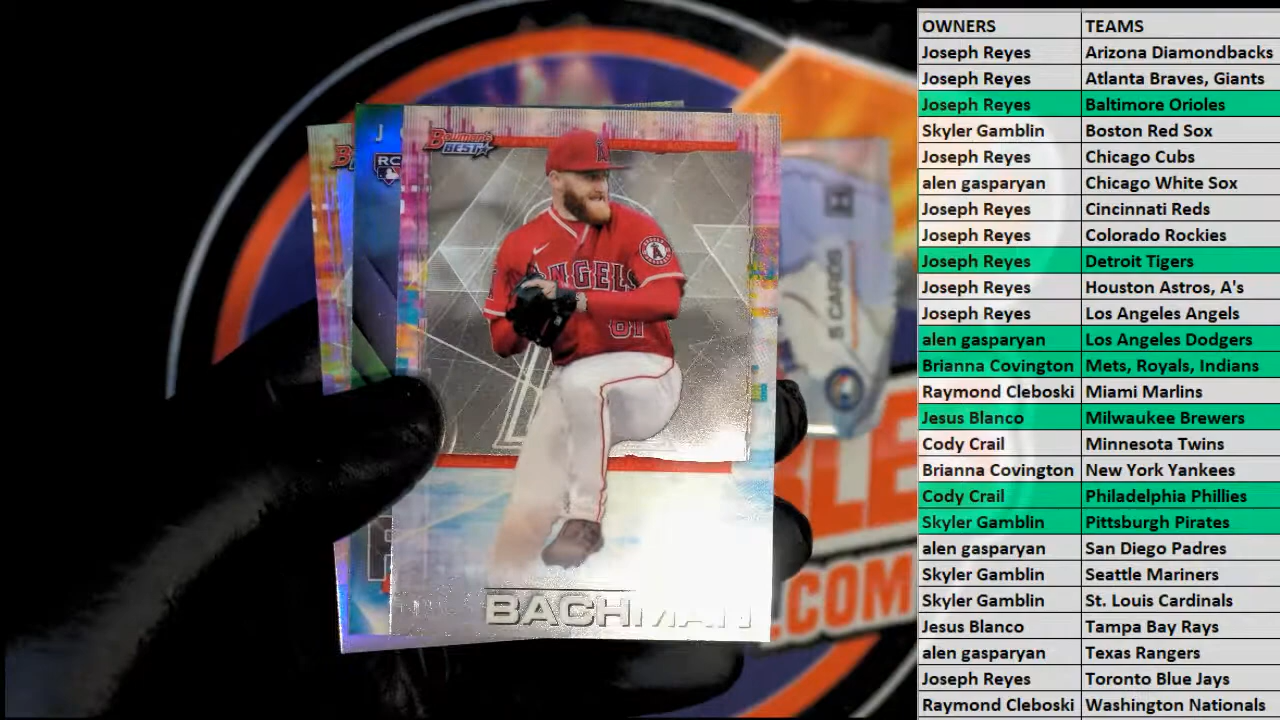 OWNERS TEAMS
Joseph Reyes Arizona Diamondbacks
Joseph Reyes Atlanta Braves, Giants
Joseph Reyes Baltimore Orioles
Skyler Gamblin Boston Red Sox
Joseph Reyes Chicago Cubs
alen gasparyan Chicago White Sox
Joseph Reyes Cincinnati Reds
Joseph Reyes Colorado Rockies
Joseph Reyes Detroit Tigers
Joseph Reyes Houston Astros, A's
Joseph Reyes Los Angeles Angels
alen gasparyan Los Angeles Dodgers
Brianna Covington Mets, Royals, Indians
Raymond Cleboski Miami Marlins
Jesus Blanco Milwaukee Brewers
Cody Crail Minnesota Twins
Brianna Covington New York Yankees
Cody Crail Philadelphia Phillies
Skyler Gamblin Pittsburgh Pirates
alen gasparyan San Diego Padres
Skyler Gamblin Seattle Mariners
Skyler Gamblin St. Louis Cardinals
Jesus Blanco Tampa Bay Rays
alen gasparyan Texas Rangers
Joseph Reyes Toronto Blue Jays
Raymond Cleboski Washington Nationals
Bowman's
BEST
J
RC
A
ANGELS
61
BACHMAN
5 CARDS
BLE
.COM